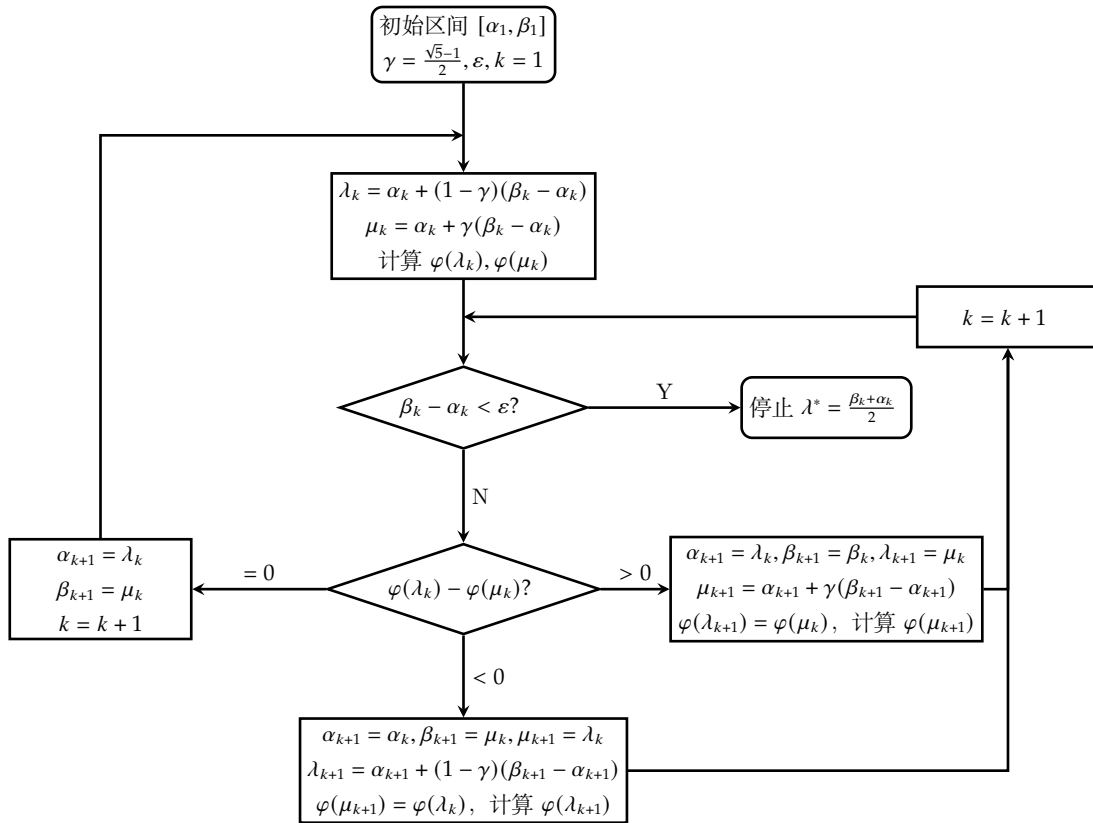 初始区间 [α₁, β₁]
γ = (√5−1)/2, ε, k = 1
λₖ = αₖ + (1 − γ)(βₖ − αₖ)
μₖ = αₖ + γ(βₖ − αₖ)
计算 φ(λₖ), φ(μₖ)
k = k + 1
βₖ − αₖ < ε?
Y
停止 λ* = (βₖ+αₖ)/2
N
αₖ₊₁ = λₖ
βₖ₊₁ = μₖ
k = k + 1
= 0
φ(λₖ) − φ(μₖ)?
> 0
αₖ₊₁ = λₖ, βₖ₊₁ = βₖ, λₖ₊₁ = μₖ
μₖ₊₁ = αₖ₊₁ + γ(βₖ₊₁ − αₖ₊₁)
φ(λₖ₊₁) = φ(μₖ)，计算 φ(μₖ₊₁)
< 0
αₖ₊₁ = αₖ, βₖ₊₁ = μₖ, μₖ₊₁ = λₖ
λₖ₊₁ = αₖ₊₁ + (1 − γ)(βₖ₊₁ − αₖ₊₁)
φ(μₖ₊₁) = φ(λₖ)，计算 φ(λₖ₊₁)